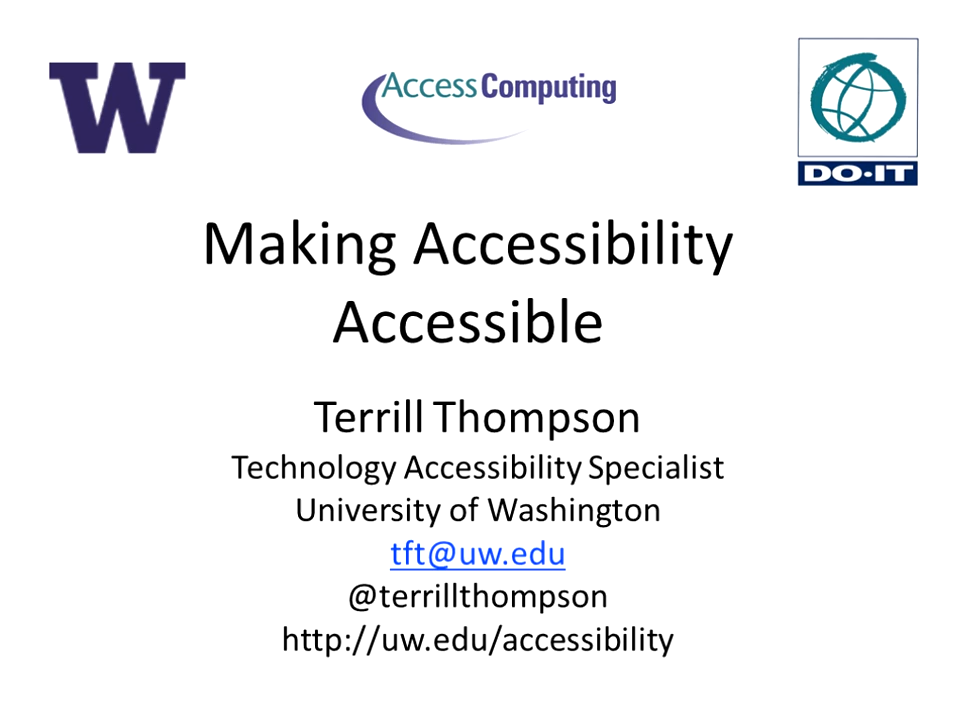 W
AccessComputing
DO·IT
Making Accessibility
Accessible
Terrill Thompson
Technology Accessibility Specialist
University of Washington
tft@uw.edu
@terrillthompson
http://uw.edu/accessibility